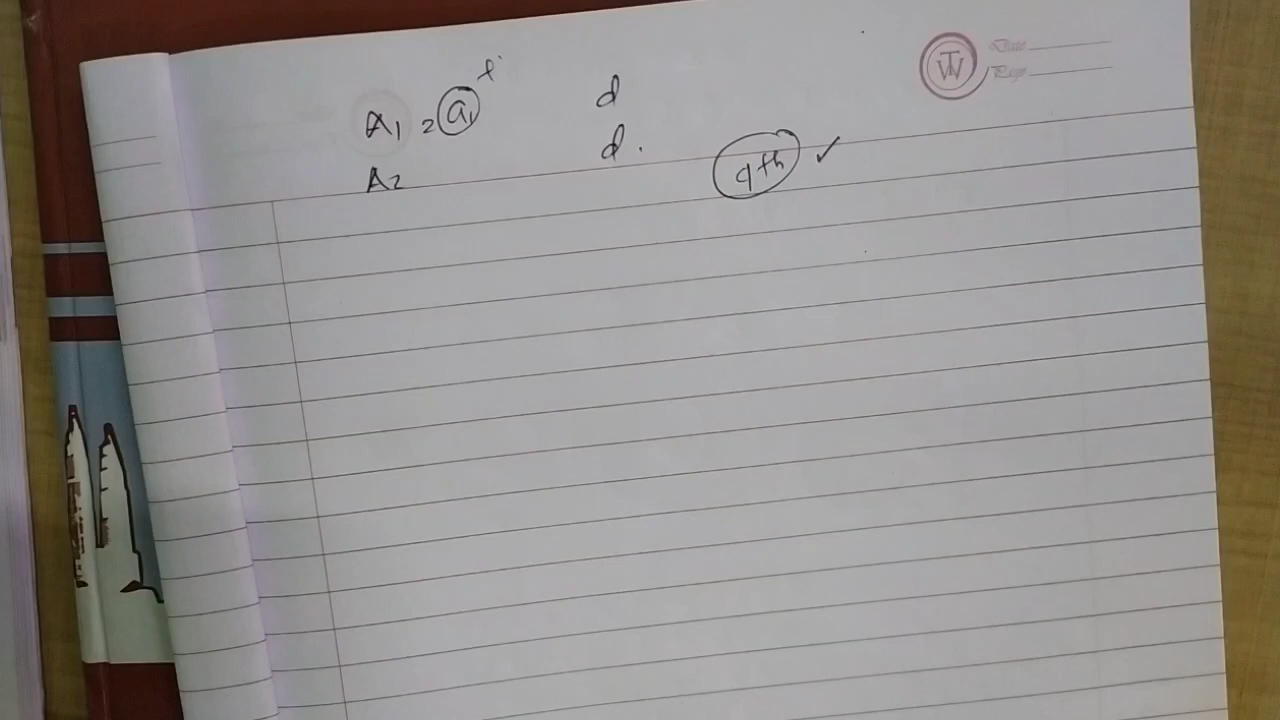 Date
Page
A1 = a1 +
d
A2
d.
9th ✓